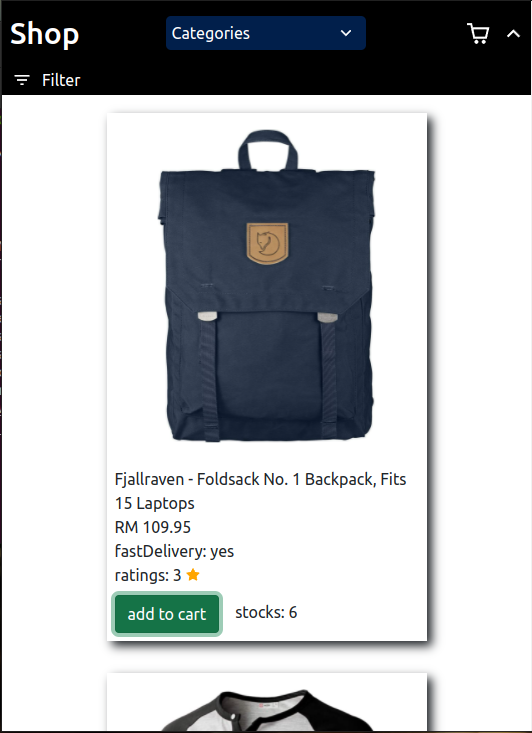 Shop
Categories
Filter
Fjallraven - Foldsack No. 1 Backpack, Fits
15 Laptops
RM 109.95
fastDelivery: yes
ratings: 3
add to cart
stocks: 6